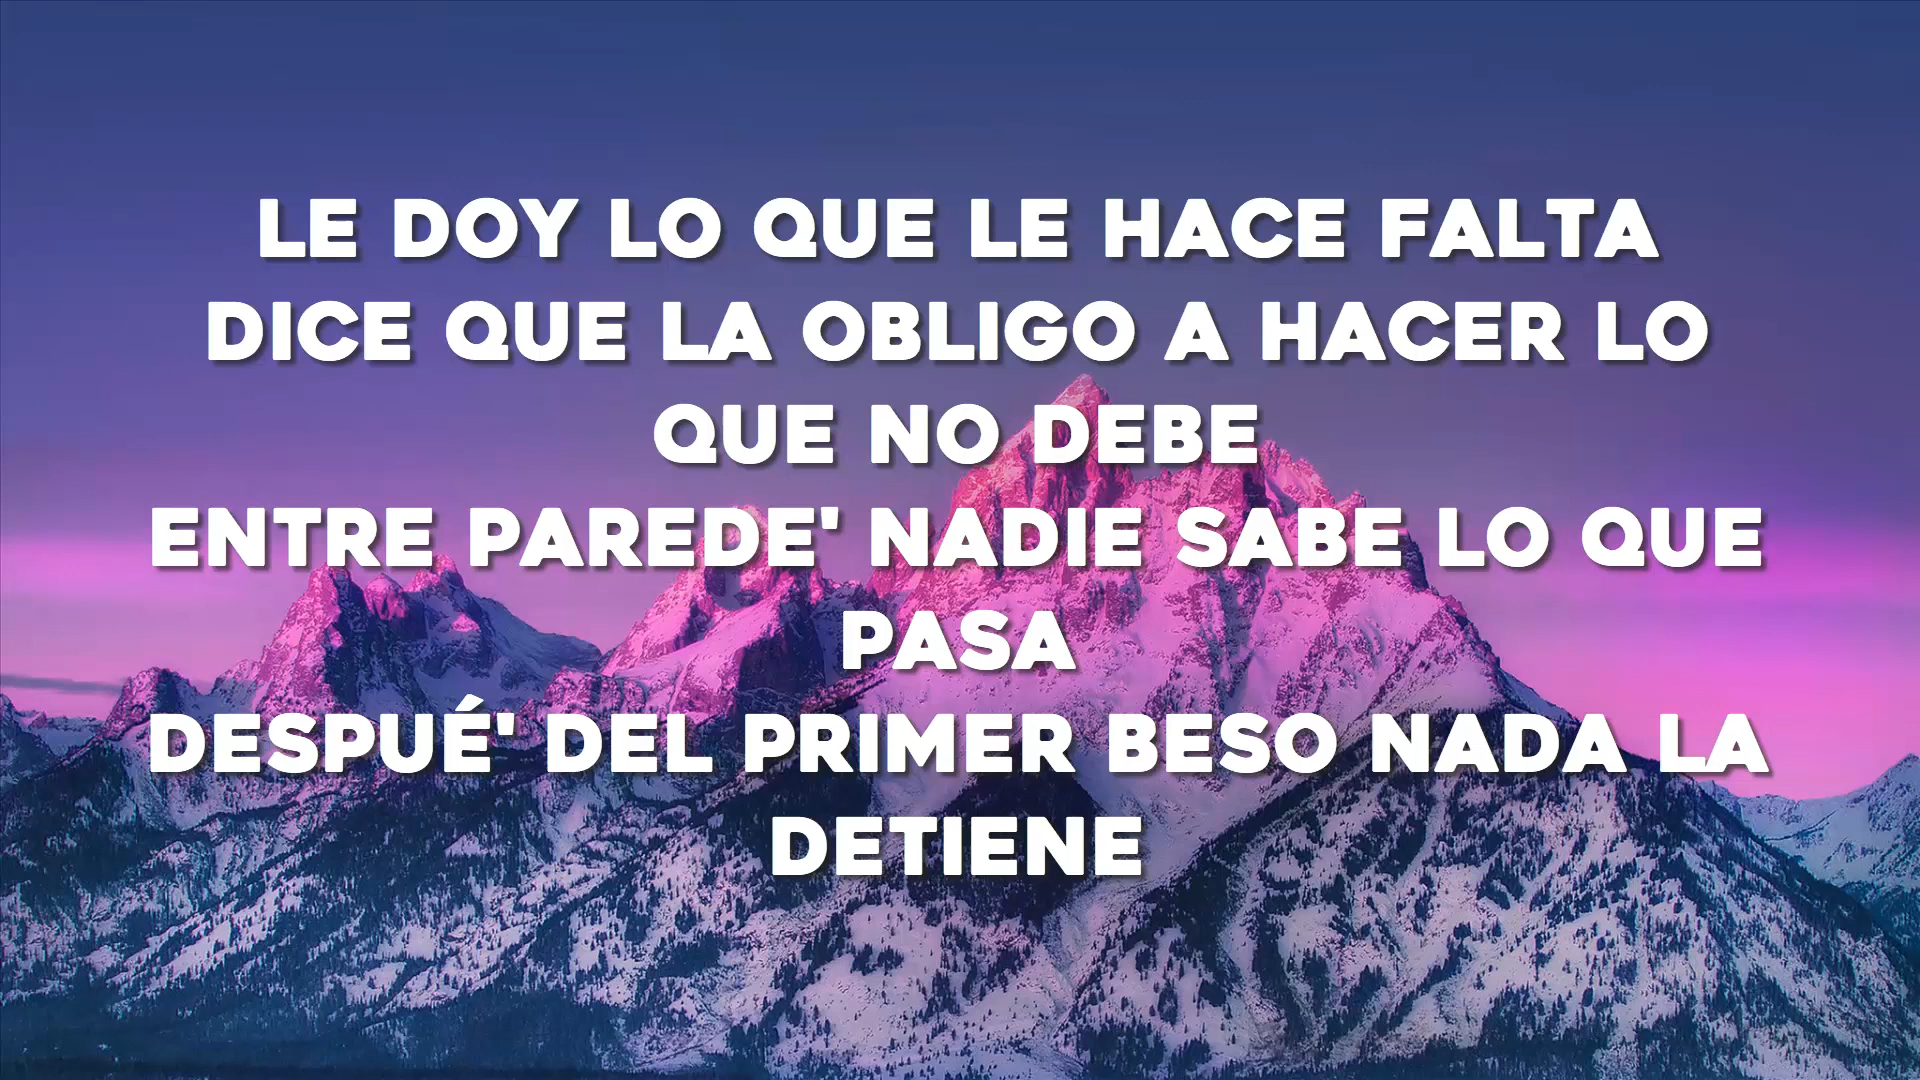 LE DOY LO QUE LE HACE FALTA
DICE QUE LA OBLIGO A HACER LO
QUE NO DEBE
ENTRE PAREDE' NADIE SABE LO QUE
PASA
DESPUÉ' DEL PRIMER BESO NADA LA
DETIENE